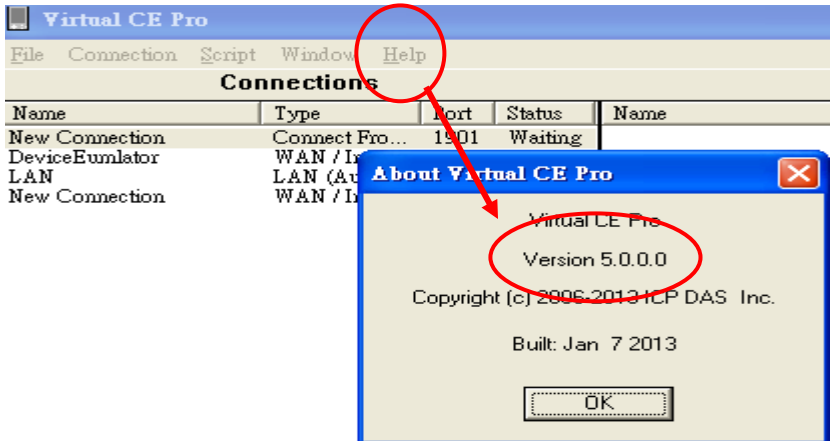 Virtual CE Pro
File Connection Script Window Help
Connections
Name Type Port Status Name
New Connection Connect Fro... 1901 Waiting
DeviceEumlator WAN / In
LAN LAN (Au
New Connection WAN / In
About Virtual CE Pro
Virtual CE Pro
Version 5.0.0.0
Copyright (c) 2006-2013 ICP DAS Inc.
Built: Jan 7 2013
OK